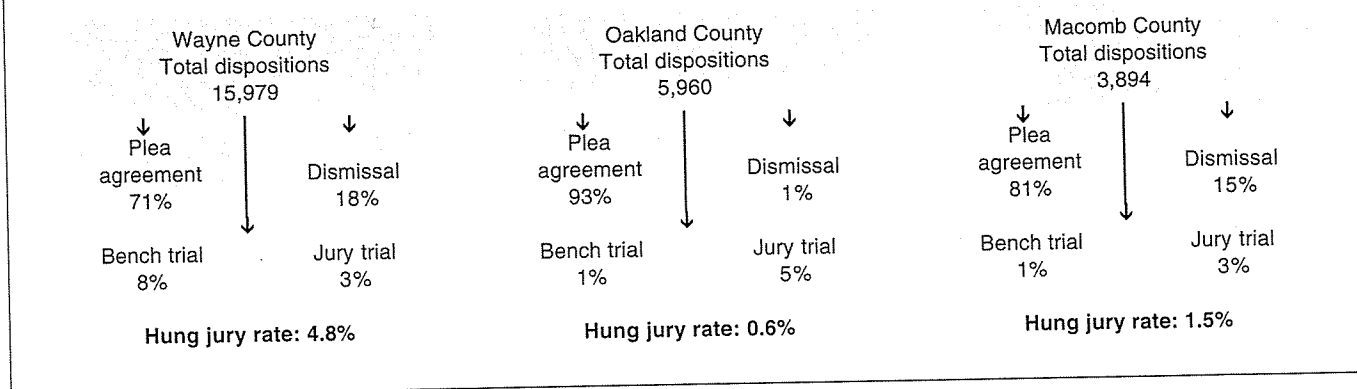 Wayne County
Total dispositions
15,979
Plea
agreement
71%
Dismissal
18%
Bench trial
8%
Jury trial
3%
Hung jury rate: 4.8%
Oakland County
Total dispositions
5,960
Plea
agreement
93%
Dismissal
1%
Bench trial
1%
Jury trial
5%
Hung jury rate: 0.6%
Macomb County
Total dispositions
3,894
Plea
agreement
81%
Dismissal
15%
Bench trial
1%
Jury trial
3%
Hung jury rate: 1.5%